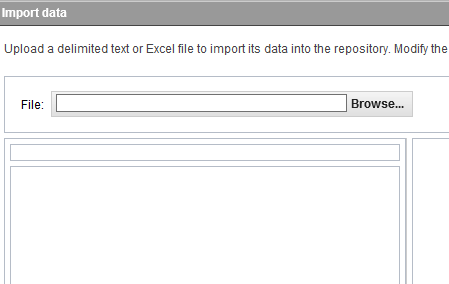 Import data
Upload a delimited text or Excel file to import its data into the repository. Modify the
File:
Browse...